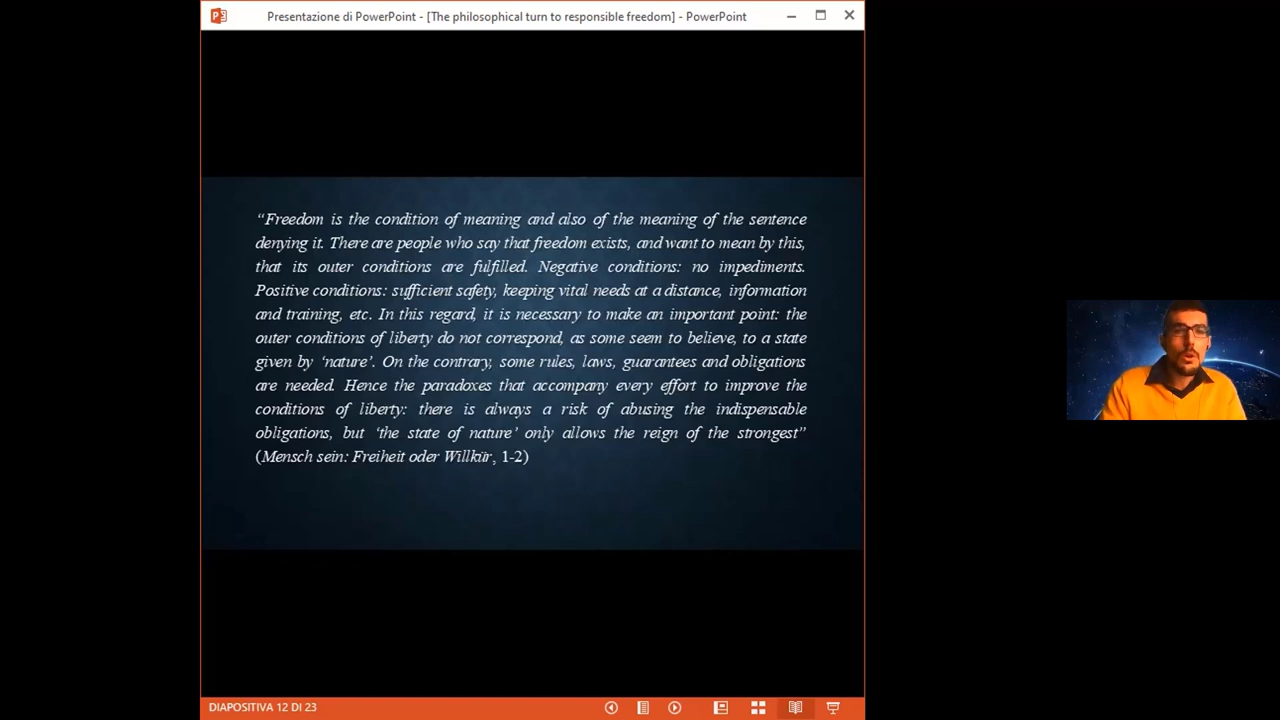 Presentazione di PowerPoint - [The philosophical turn to responsible freedom] - PowerPoint
“Freedom is the condition of meaning and also of the meaning of the sentence
denying it. There are people who say that freedom exists, and want to mean by this,
that its outer conditions are fulfilled. Negative conditions: no impediments.
Positive conditions: sufficient safety, keeping vital needs at a distance, information
and training, etc. In this regard, it is necessary to make an important point: the
outer conditions of liberty do not correspond, as some seem to believe, to a state
given by ‘nature’. On the contrary, some rules, laws, guarantees and obligations
are needed. Hence the paradoxes that accompany every effort to improve the
conditions of liberty: there is always a risk of abusing the indispensable
obligations, but ‘the state of nature’ only allows the reign of the strongest”
(Mensch sein: Freiheit oder Willkür, 1-2)
DIAPOSITIVA 12 DI 23